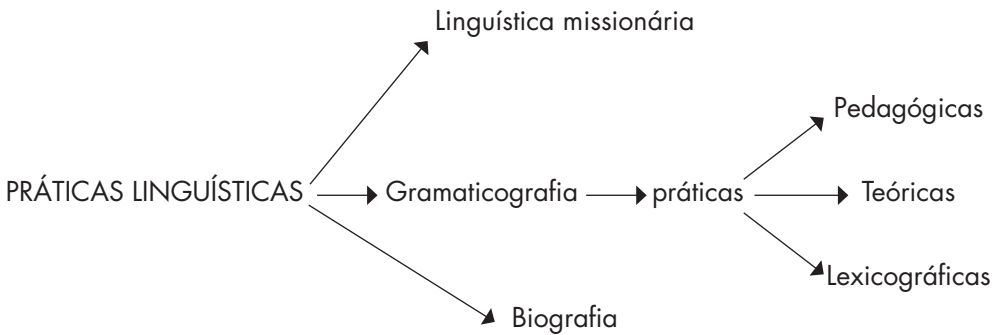 Linguística missionária
Pedagógicas
PRÁTICAS LINGUÍSTICAS Gramaticografia práticas Teóricas
Lexicográficas
Biografia